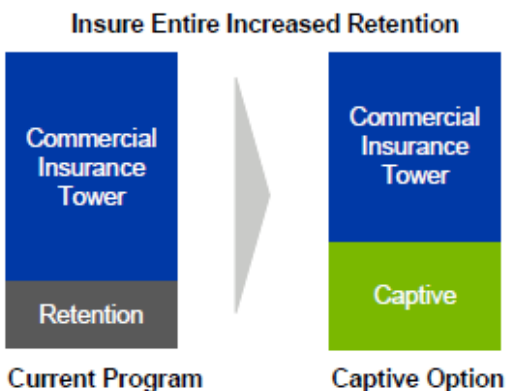 Insure Entire Increased Retention
Commercial
Insurance
Tower
Retention
Current Program
Commercial
Insurance
Tower
Captive
Captive Option